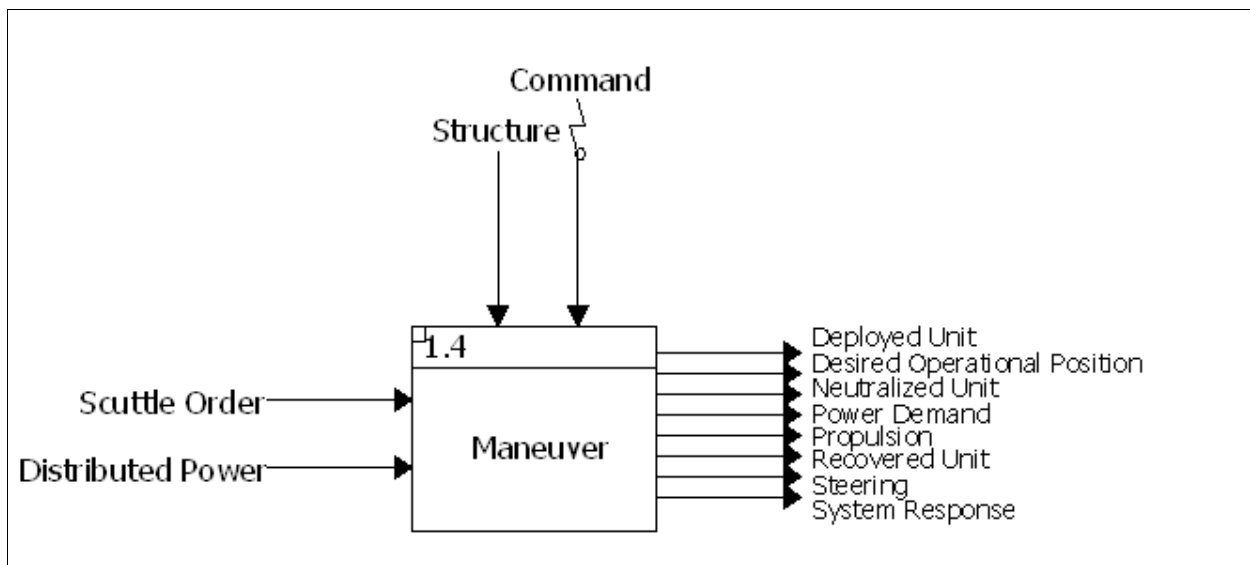 Command
Structure
1.4
Maneuver
Scuttle Order
Distributed Power
Deployed Unit
Desired Operational Position
Neutralized Unit
Power Demand
Propulsion
Recovered Unit
Steering
System Response